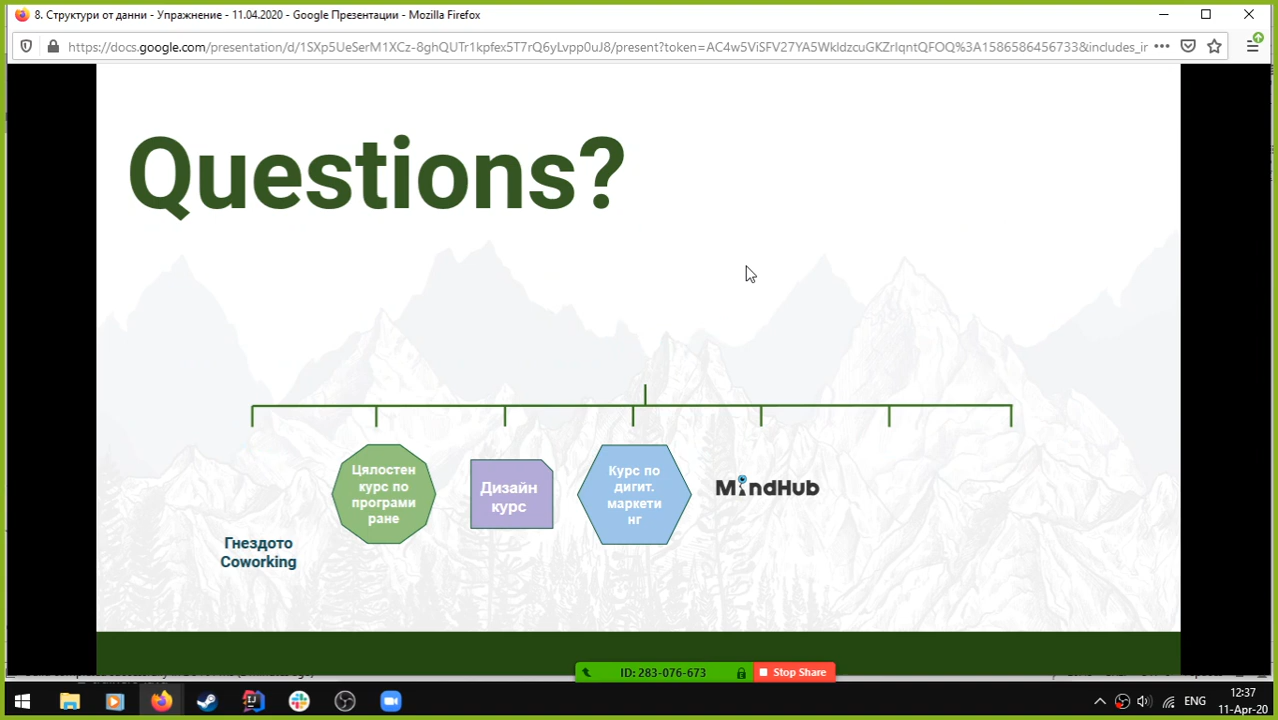 8. Структури от данни - Упражнение - 11.04.2020 - Google Презентации - Mozilla Firefox
https://docs.google.com/presentation/d/1SXp5UeSerM1XCz-8ghQUTr1kpfex5T7rQ6yLvpp0uJ8/present?token=AC4w5ViSFV27YA5WkldzcuGKZrIqntQFOQ%3A1586586456733&includes_ir
Questions?
Цялостен
курс по
програми
ране
Дизайн
курс
Курс по
дигит.
маркети
нг
MindHub
Гнездото
Coworking
ID: 283-076-673
Stop Share
ENG
12:37
11-Apr-20